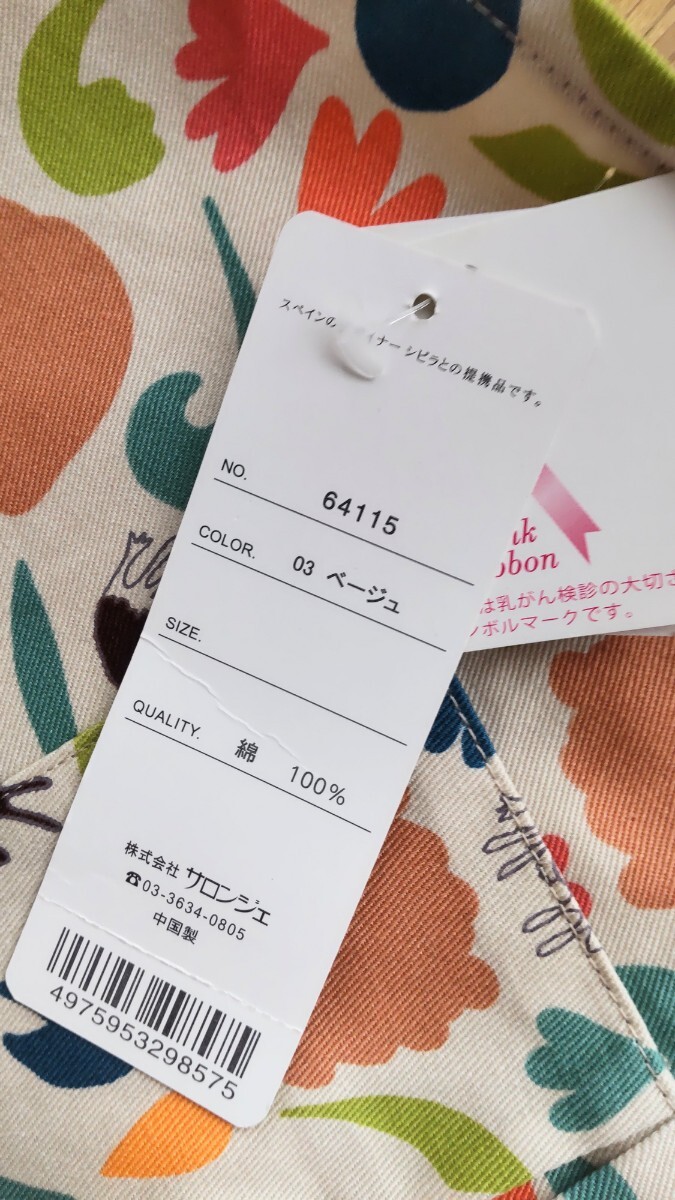 スペインの イナー シビラとの提携品です。
NO. 64115
COLOR. 03 ベージュ
SIZE.
QUALITY. 綿 100%
株式会社 サロンジェ
☎03-3634-0805
中国製
4975953298575
nk
bbon
は乳がん検診の大切さ
ンボルマークです。